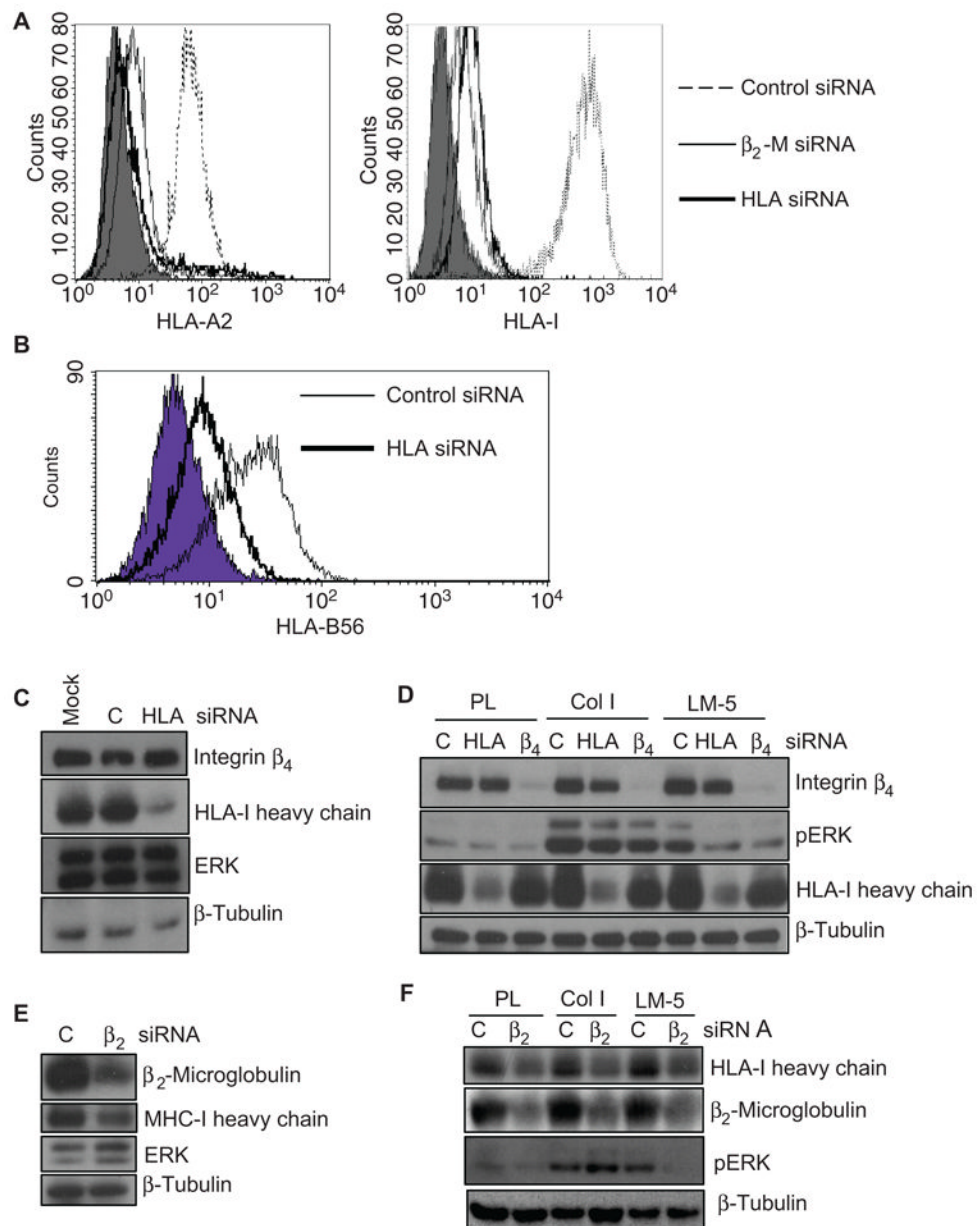 A
Counts
0 10 20 30 40 50 60 70 80
10⁰ 10¹ 10² 10³ 10⁴
HLA-A2
Counts
0 10 20 30 40 50 60 70 80
10⁰ 10¹ 10² 10³ 10⁴
HLA-I
Control siRNA
β₂-M siRNA
HLA siRNA
B
Counts
0 90
10⁰ 10¹ 10² 10³ 10⁴
HLA-B56
Control siRNA
HLA siRNA
C
Mock C HLA siRNA
Integrin β₄
HLA-I heavy chain
ERK
β-Tubulin
D
PL Col I LM-5
C HLA β₄ C HLA β₄ C HLA β₄ siRNA
Integrin β₄
pERK
HLA-I heavy chain
β-Tubulin
E
C β₂ siRNA
β₂-Microglobulin
MHC-I heavy chain
ERK
β-Tubulin
F
PL Col I LM-5
C β₂ C β₂ C β₂ siRN A
HLA-I heavy chain
β₂-Microglobulin
pERK
β-Tubulin